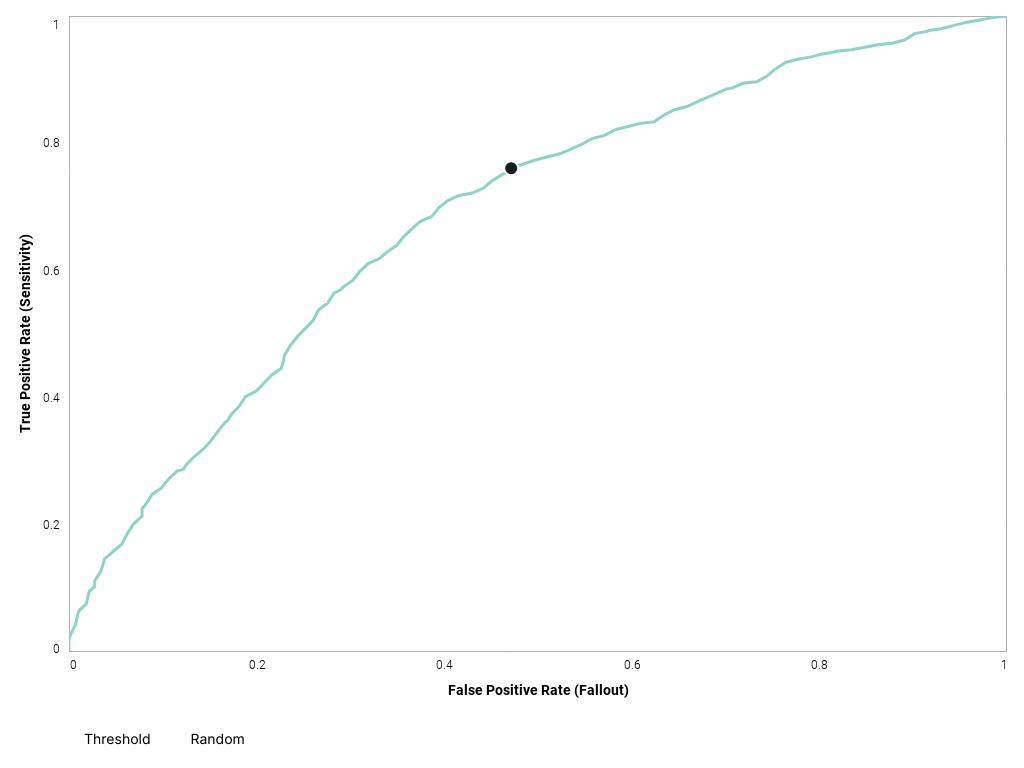 1
0.8
0.6
0.4
0.2
0
True Positive Rate (Sensitivity)
0 0.2 0.4 0.6 0.8 1
False Positive Rate (Fallout)
Threshold Random